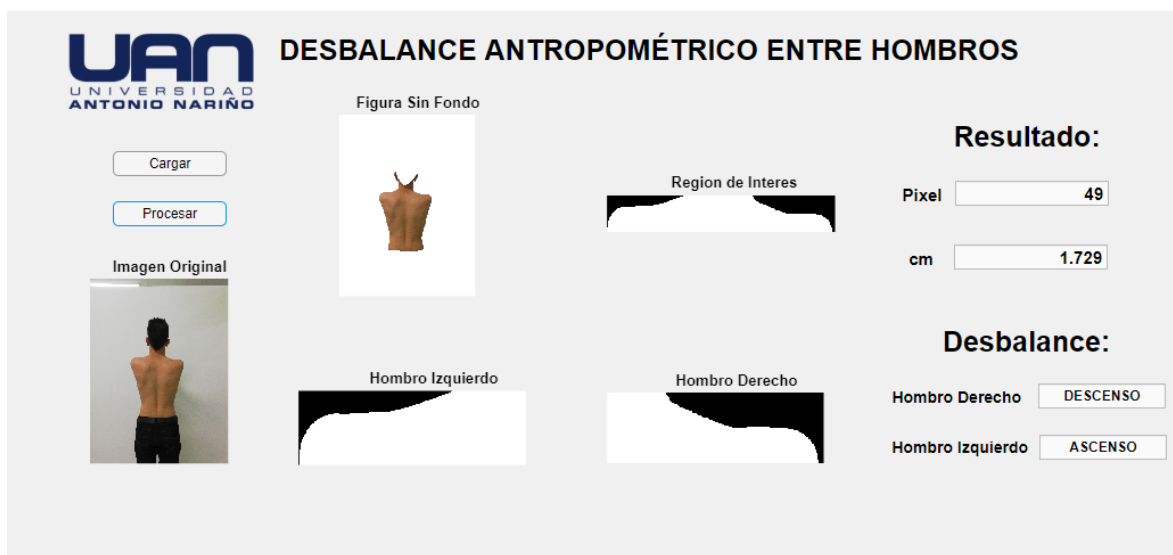 UAN
UNIVERSIDAD
ANTONIO NARIÑO
DESBALANCE ANTROPOMÉTRICO ENTRE HOMBROS
Cargar
Procesar
Imagen Original
Figura Sin Fondo
Region de Interes
Hombro Izquierdo
Hombro Derecho
Resultado:
Pixel 49
cm 1.729
Desbalance:
Hombro Derecho DESCENSO
Hombro Izquierdo ASCENSO